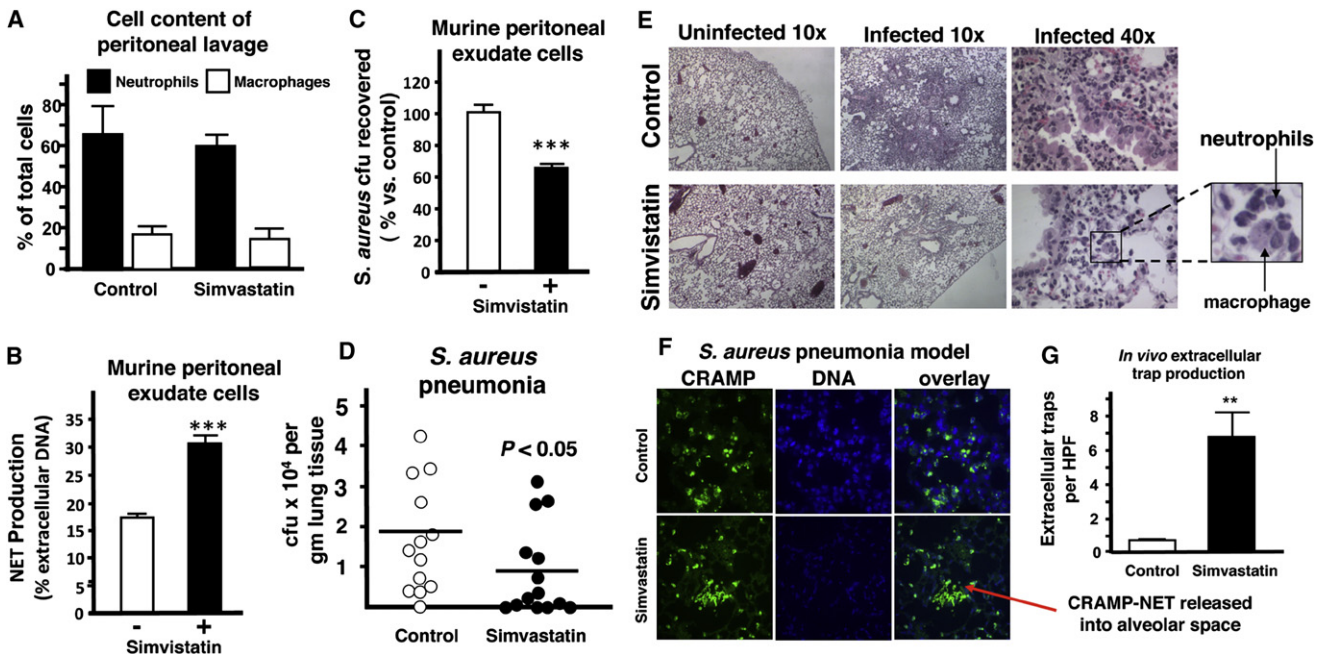 A
Cell content of
peritoneal lavage
Neutrophils
Macrophages
% of total cells
80
60
40
20
0
Control
Simvastatin
B
Murine peritoneal
exudate cells
NET Production
(% extracellular DNA)
35
30
25
20
15
10
5
0
***
-
+
Simvistatin
C
Murine peritoneal
exudate cells
S. aureus cfu recovered
( % vs. control)
120
100
80
60
40
20
0
***
-
+
Simvistatin
D
S. aureus
pneumonia
cfu x 10⁴ per
gm lung tissue
5
4
3
2
1
P < 0.05
Control
Simvastatin
E
Uninfected 10x
Infected 10x
Infected 40x
Control
Simvistatin
neutrophils
macrophage
F
S. aureus pneumonia model
CRAMP
DNA
overlay
Control
Simvastatin
CRAMP-NET released
into alveolar space
G
In vivo extracellular
trap production
Extracellular traps
per HPF
8
6
4
2
0
**
Control
Simvastatin